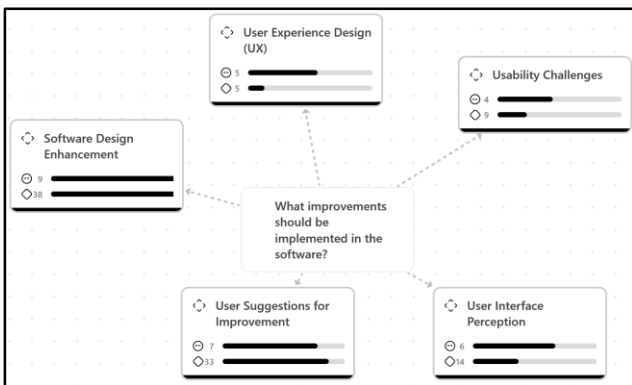 User Experience Design
(UX)
5
5
Usability Challenges
4
9
Software Design
Enhancement
9
38
What improvements
should be
implemented in the
software?
User Suggestions for
Improvement
7
33
User Interface
Perception
6
14